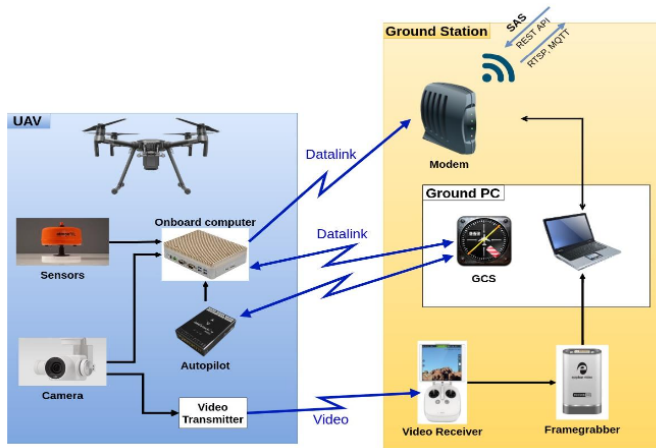 SAS
REST API
RTSP, MQTT
Ground Station
UAV
Datalink
Modem
Ground PC
Onboard computer
Datalink
Sensors
GCS
Autopilot
Camera
Video
Transmitter
Video
Video Receiver
Framegrabber